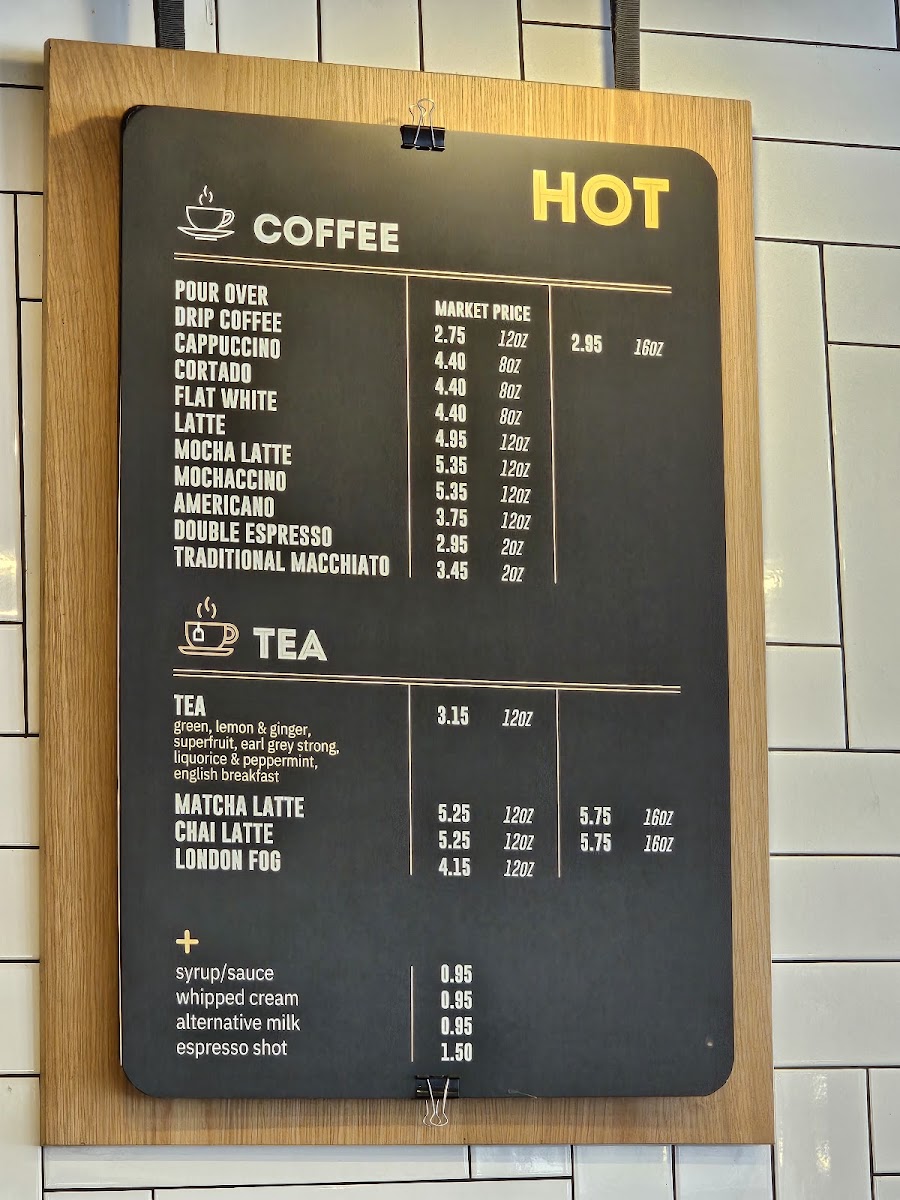 HOT
COFFEE
POUR OVER MARKET PRICE
DRIP COFFEE 2.75 12OZ 2.95 16OZ
CAPPUCCINO 4.40 8OZ
CORTADO 4.40 8OZ
FLAT WHITE 4.40 8OZ
LATTE 4.95 12OZ
MOCHA LATTE 5.35 12OZ
MOCHACCINO 5.35 12OZ
AMERICANO 3.75 12OZ
DOUBLE ESPRESSO 2.95 2OZ
TRADITIONAL MACCHIATO 3.45 2OZ
TEA
TEA 3.15 12OZ
green, lemon & ginger,
superfruit, earl grey strong,
liquorice & peppermint,
english breakfast
MATCHA LATTE 5.25 12OZ 5.75 16OZ
CHAI LATTE 5.25 12OZ 5.75 16OZ
LONDON FOG 4.15 12OZ
+
syrup/sauce 0.95
whipped cream 0.95
alternative milk 0.95
espresso shot 1.50